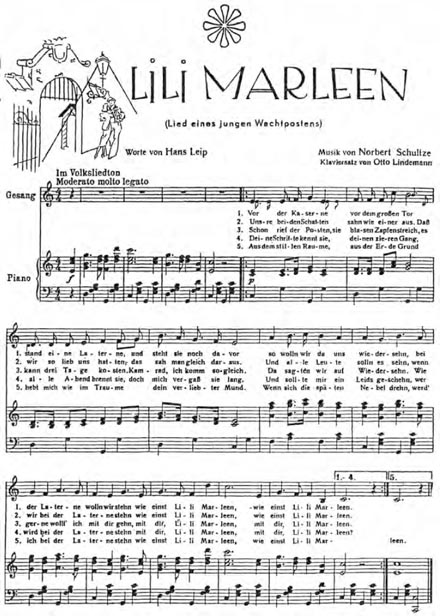 LiLi MARLEEN
(Lied eines jungen Wachtpostens)
Worte von Hans Leip
Musik von Norbert Schultze
Klaviersatz von Otto Lindemann
Im Volksliedton
Moderato molto legato
Gesang
1. Vor der Ka-ser-ne vor dem großen Tor
2. Uns-re bei-den Schatten sahn wie ei-ner aus. Daß
3. Schon rief der Po-sten, sie bla-sen Zapfenstreich, es
4. Dei-ne Schrit-te kennt sie, dei-nen zie-ren Gang,
5. Aus dem stil-len Rau-me, aus der Er-de Grund
Piano
1. stand ei-ne La-ter-ne, und steht sie noch da-vor so wolln wir da uns wie-der-sehn, bei
2. wir so lieb uns hat-ten, das sah man gleich dar-aus. Und al-le Leu-te solln es sehn, wenn
3. kann drei Ta-ge kosten, Kam-rad, ich komm so-gleich. Da sag-ten wir auf Wie-der-sehn. Wie
4. al-le A-bend brennt sie, doch mich ver-gaß sie lang. Und soll-te mir ein Leids ge-schehn, wer
5. hebt mich wie im Trau-me dein ver-lieb-ter Mund. Wenn sich die spä-ten Ne-bel drehn, werd'
1.-4. 5.
1. der La-ter-ne wolln wir stehn wie einst Li-li Mar-leen, -wie einst Li-li Mar-leen.
2. wir bei der La-ter-ne stehn wie einst Li-li Mar-leen, wie einst Li-li Mar-leen.
3. ger-ne wollt' ich mit dir gehn, mit dir, Li-li Mar-leen, mit dir, Li-li Mar-leen.
4. wird bei der La-ter-ne stehn mit dir, Li-li Mar-leen, mit dir, Li-li Mar-leen?
5. ich bei der La-ter-ne stehn wie einst Li-li Mar-leen, wie einst Li-li Mar-leen.